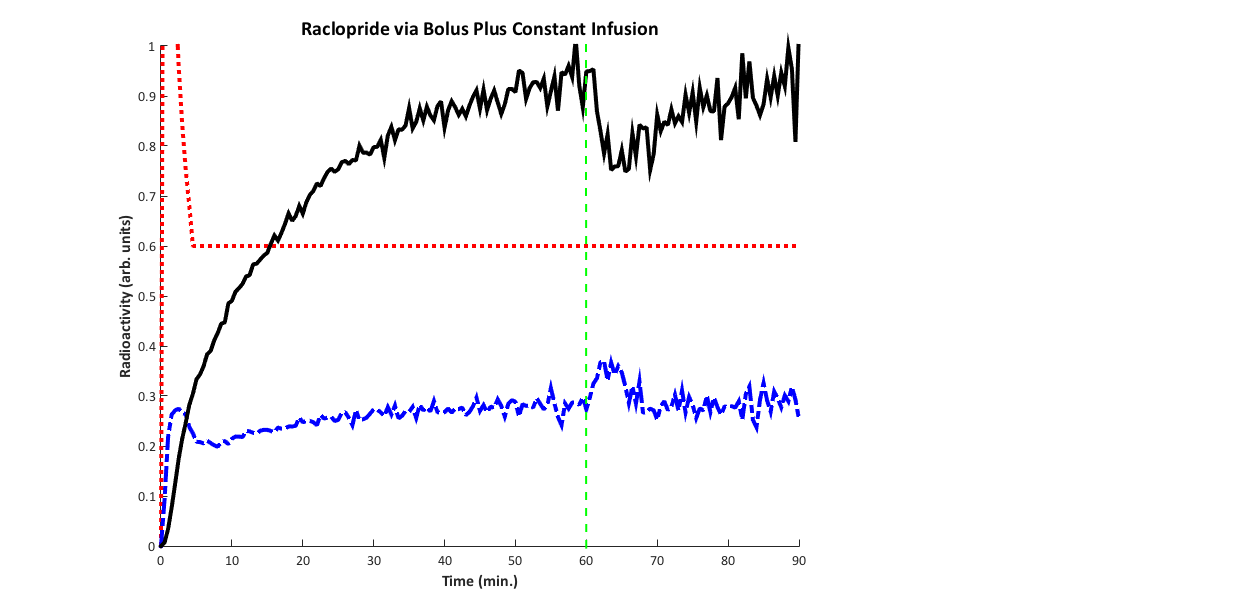 Raclopride via Bolus Plus Constant Infusion
1
0.9
0.8
0.7
0.6
0.5
0.4
0.3
0.2
0.1
0
Radioactivity (arb. units)
0 10 20 30 40 50 60 70 80 90
Time (min.)